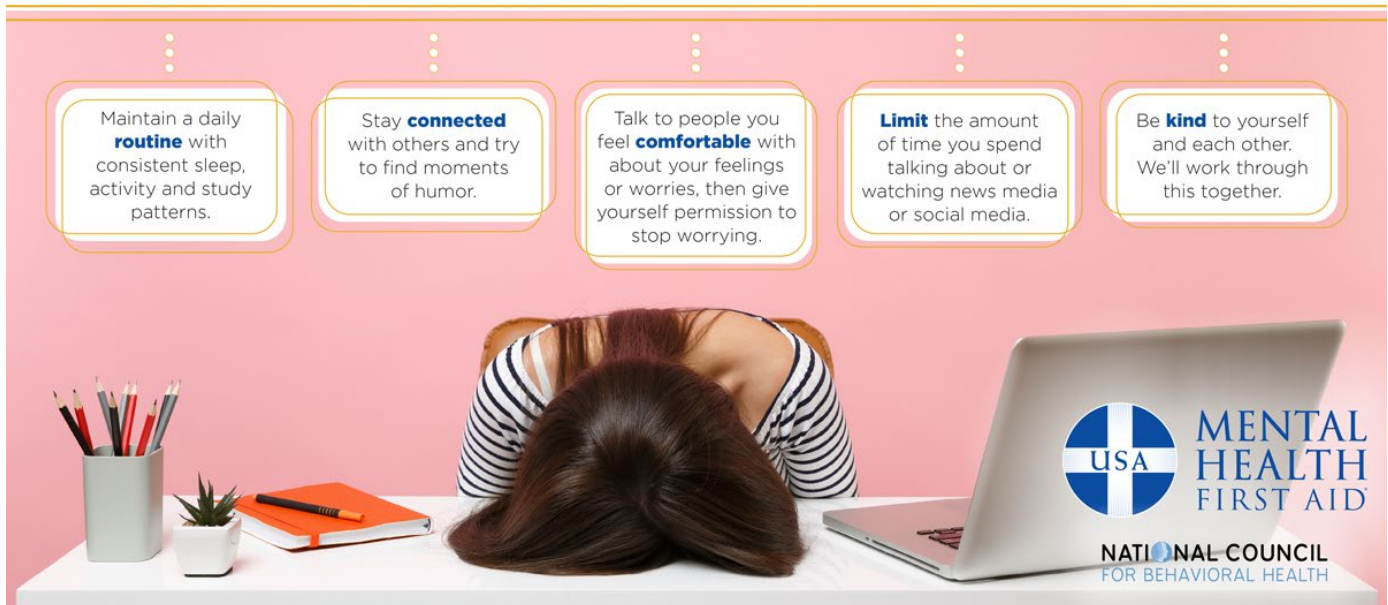 Maintain a daily
routine with
consistent sleep,
activity and study
patterns.
Stay connected
with others and try
to find moments
of humor.
Talk to people you
feel comfortable with
about your feelings
or worries, then give
yourself permission to
stop worrying.
Limit the amount
of time you spend
talking about or
watching news media
or social media.
Be kind to yourself
and each other.
We'll work through
this together.
USA
MENTAL
HEALTH
FIRST AID®
NATIONAL COUNCIL
FOR BEHAVIORAL HEALTH